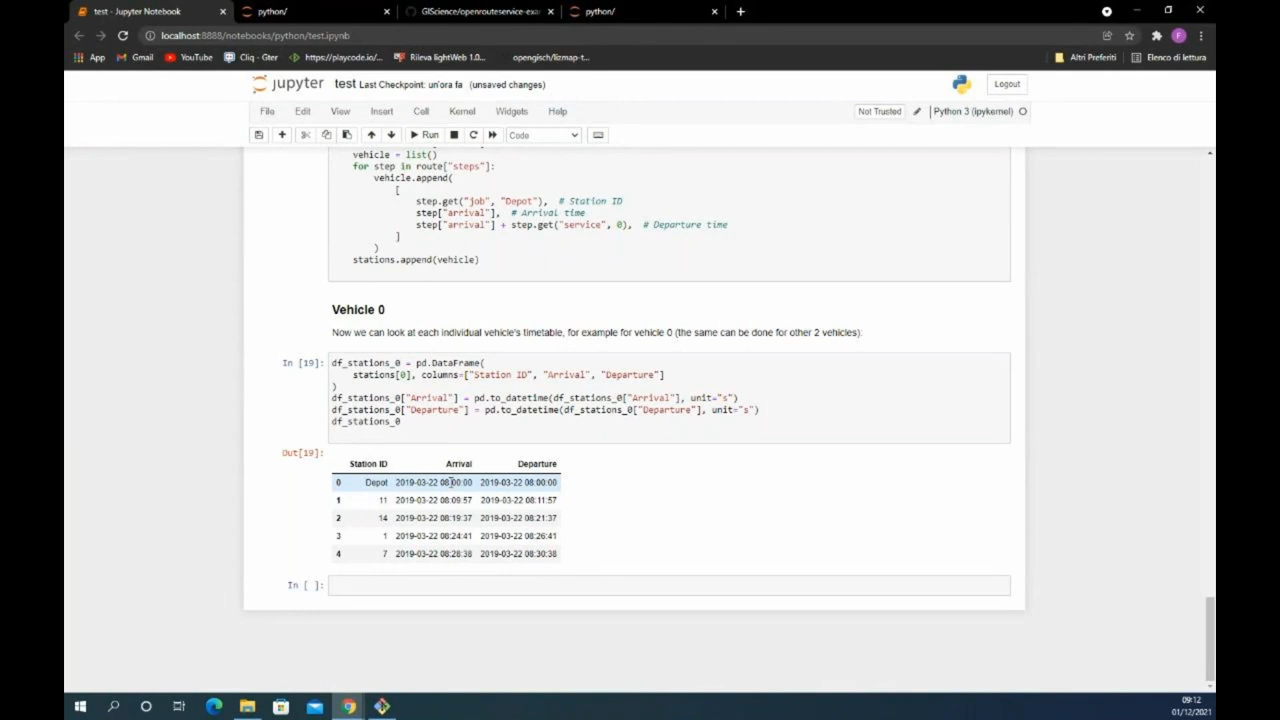 test - Jupyter Notebook
python/
GIScience/openrouteservice-exa
python/
localhost:8888/notebooks/python/test.ipynb
App
Gmail
YouTube
Cliq - Gter
https://playcode.io/...
Rileva lightWeb 1.0...
opengisch/lizmap-t...
Altri Preferiti
Elenco di lettura
jupyter
test Last Checkpoint: un'ora fa (unsaved changes)
Logout
File Edit View Insert Cell Kernel Widgets Help
Not Trusted
Python 3 (ipykernel)
Run
Code
vehicle = list()
for step in route["steps"]:
vehicle.append(
[
step.get("job", "Depot"), # Station ID
step["arrival"], # Arrival time
step["arrival"] + step.get("service", 0), # Departure time
]
)
stations.append(vehicle)
Vehicle 0
Now we can look at each individual vehicle's timetable, for example for vehicle 0 (the same can be done for other 2 vehicles):
In [19]:
df_stations_0 = pd.DataFrame(
stations[0], columns=["Station ID", "Arrival", "Departure"]
)
df_stations_0["Arrival"] = pd.to_datetime(df_stations_0["Arrival"], unit="s")
df_stations_0["Departure"] = pd.to_datetime(df_stations_0["Departure"], unit="s")
df_stations_0
Out[19]:
Station ID Arrival Departure
0 Depot 2019-03-22 08:00:00 2019-03-22 08:00:00
1 11 2019-03-22 08:09:57 2019-03-22 08:11:57
2 14 2019-03-22 08:19:37 2019-03-22 08:21:37
3 1 2019-03-22 08:24:41 2019-03-22 08:26:41
4 7 2019-03-22 08:28:38 2019-03-22 08:30:38
In [ ]:
09:12
01/12/2021